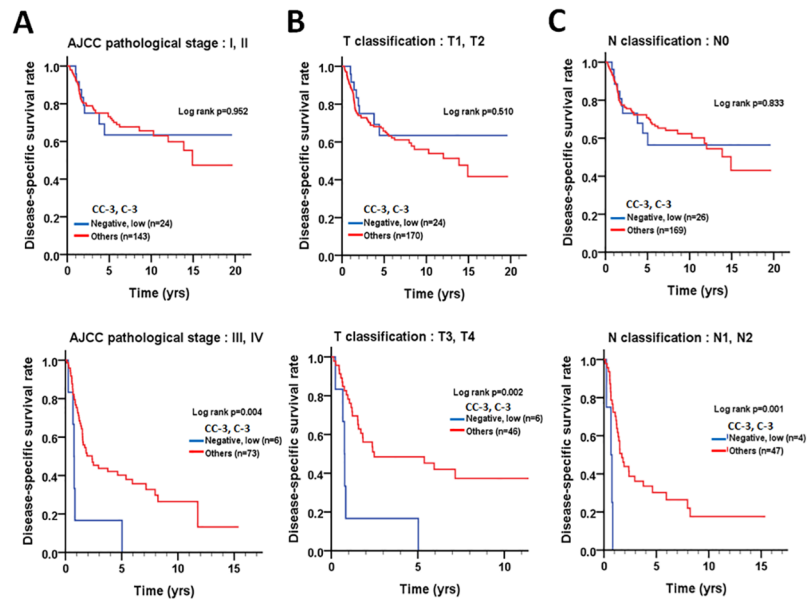 A
AJCC pathological stage : I, II
Disease-specific survival rate
1.0
0.8
0.6
0.4
0.2
0.0
Log rank p=0.952
CC-3, C-3
Negative, low (n=24)
Others (n=143)
0 5 10 15 20
Time (yrs)
B
T classification : T1, T2
Disease-specific survival rate
1.0
0.8
0.6
0.4
0.2
0.0
Log rank p=0.510
CC-3, C-3
Negative, low (n=24)
Others (n=170)
0 5 10 15 20
Time (yrs)
C
N classification : N0
Disease-specific survival rate
1.0
0.8
0.6
0.4
0.2
0.0
Log rank p=0.833
CC-3, C-3
Negative, low (n=26)
Others (n=169)
0 5 10 15 20
Time (yrs)
AJCC pathological stage : III, IV
Disease-specific survival rate
1.0
0.8
0.6
0.4
0.2
0.0
Log rank p=0.004
CC-3, C-3
Negative, low (n=6)
Others (n=73)
0 5 10 15
Time (yrs)
T classification : T3, T4
Disease-specific survival rate
1.0
0.8
0.6
0.4
0.2
0.0
Log rank p=0.002
CC-3, C-3
Negative, low (n=6)
Others (n=46)
0 5 10
Time (yrs)
N classification : N1, N2
Disease-specific survival rate
1.0
0.8
0.6
0.4
0.2
0.0
Log rank p=0.001
CC-3, C-3
Negative, low (n=4)
Others (n=47)
0 5 10 15
Time (yrs)